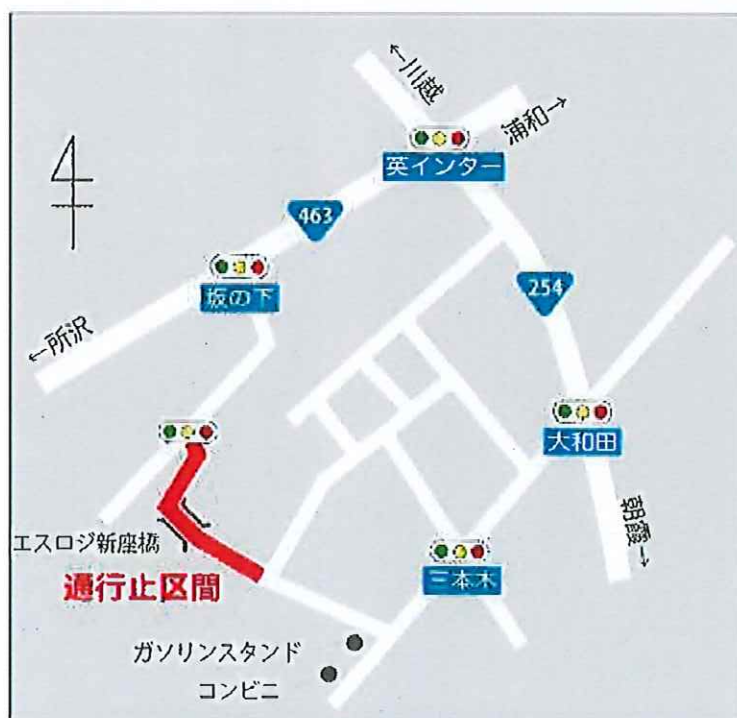 ←川越
浦和→
英インター
463
坂の下
254
←所沢
大和田
朝霞→
エスロジ新座橋
通行止区間
三本木
ガソリンスタンド
コンビニ